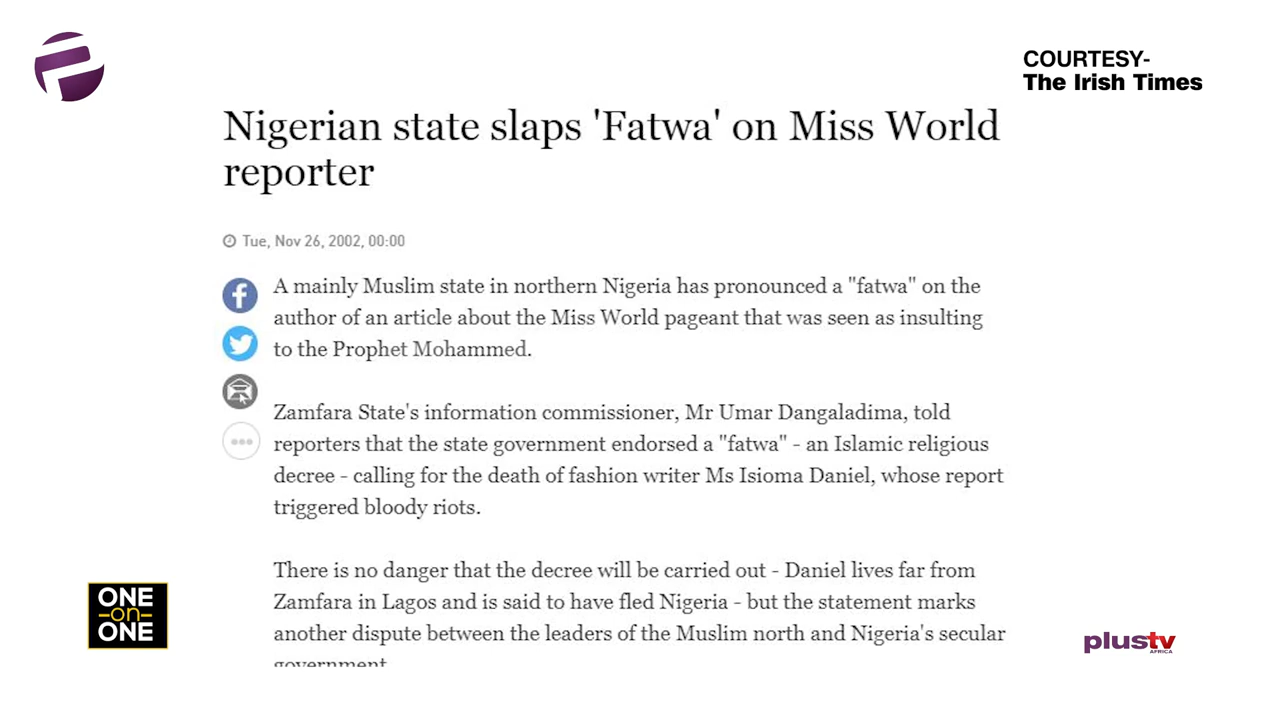 COURTESY-
The Irish Times
Nigerian state slaps 'Fatwa' on Miss World
reporter
Tue, Nov 26, 2002, 00:00
A mainly Muslim state in northern Nigeria has pronounced a "fatwa" on the
author of an article about the Miss World pageant that was seen as insulting
to the Prophet Mohammed.
Zamfara State's information commissioner, Mr Umar Dangaladima, told
reporters that the state government endorsed a "fatwa" - an Islamic religious
decree - calling for the death of fashion writer Ms Isioma Daniel, whose report
triggered bloody riots.
There is no danger that the decree will be carried out - Daniel lives far from
Zamfara in Lagos and is said to have fled Nigeria - but the statement marks
another dispute between the leaders of the Muslim north and Nigeria's secular
government.
ONE
-on-
ONE
plustv
AFRICA